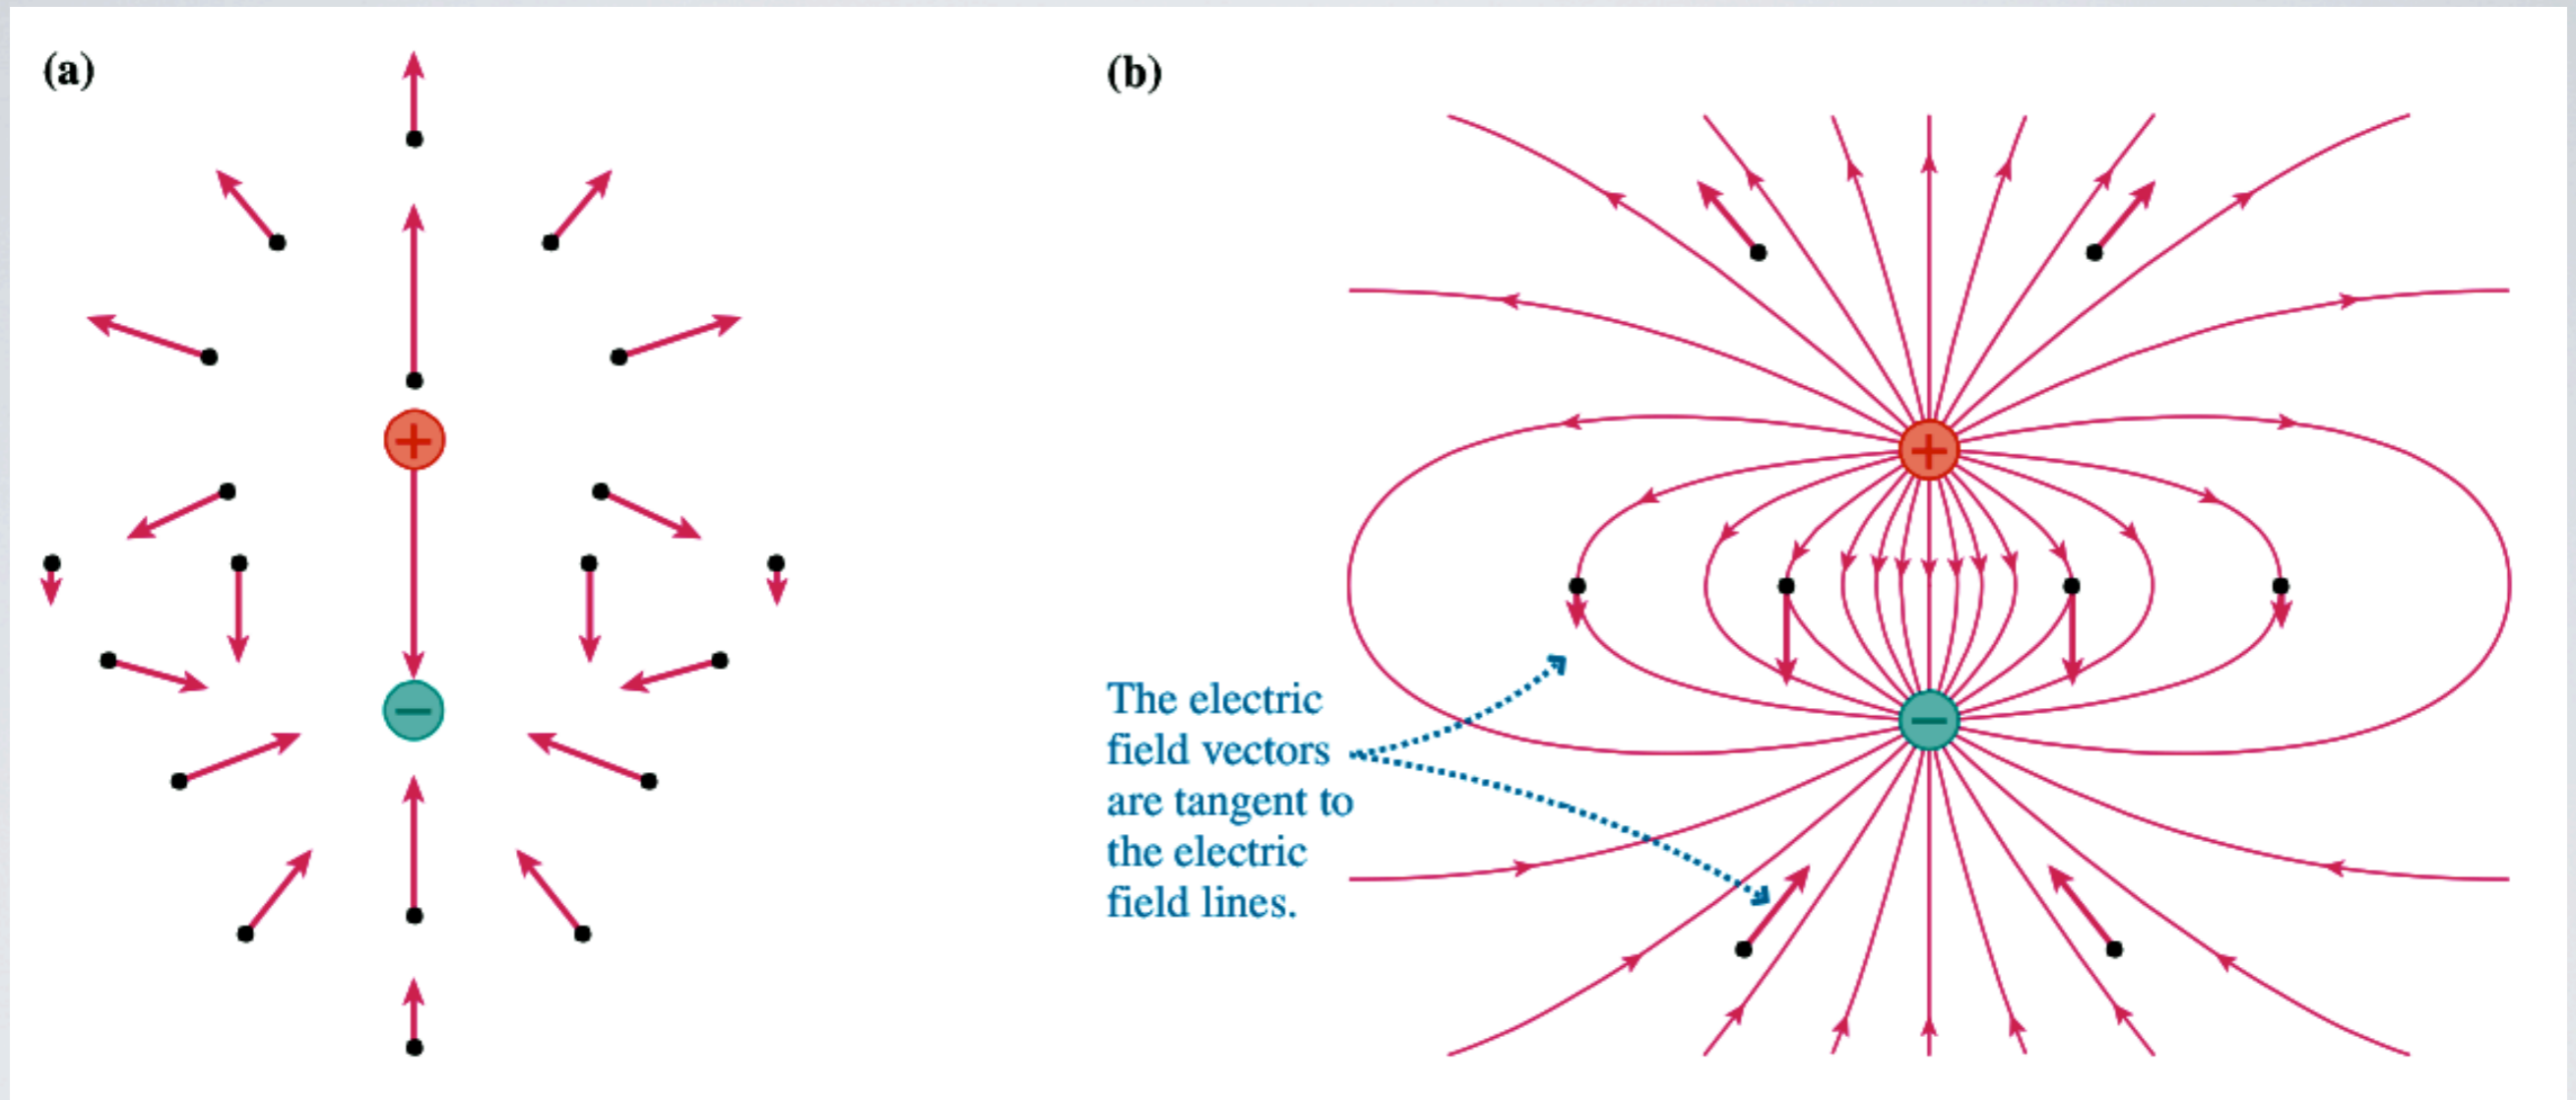 (a)
(b)
+
−
+
−
The electric
field vectors
are tangent to
the electric
field lines.